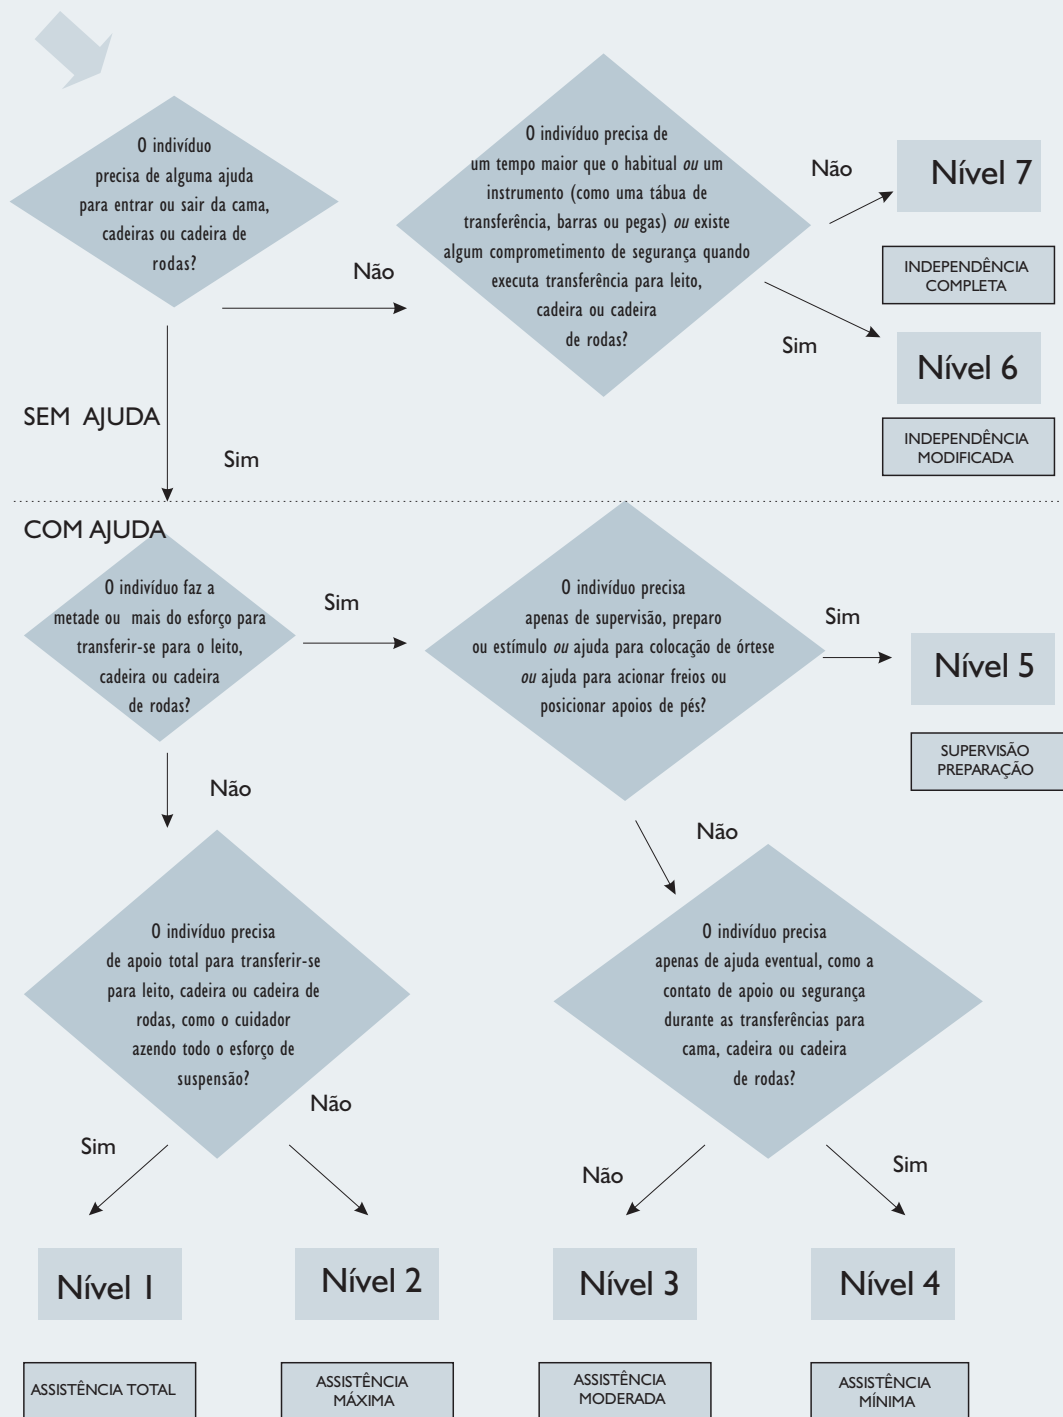 O indivíduo
precisa de alguma ajuda
para entrar ou sair da cama,
cadeiras ou cadeira de
rodas?
O indivíduo precisa de
um tempo maior que o habitual ou um
instrumento (como uma tábua de
transferência, barras ou pegas) ou existe
algum comprometimento de segurança quando
executa transferência para leito,
cadeira ou cadeira
de rodas?
Não
Nível 7
INDEPENDÊNCIA
COMPLETA
Não
Sim
Nível 6
INDEPENDÊNCIA
MODIFICADA
SEM AJUDA
Sim
COM AJUDA
O indivíduo faz a
metade ou mais do esforço para
transferir-se para o leito,
cadeira ou cadeira
de rodas?
Sim
O indivíduo precisa
apenas de supervisão, preparo
ou estímulo ou ajuda para colocação de órtese
ou ajuda para acionar freios ou
posicionar apoios de pés?
Sim
Nível 5
SUPERVISÃO
PREPARAÇÃO
Não
Não
O indivíduo precisa
de apoio total para transferir-se
para leito, cadeira ou cadeira de
rodas, como o cuidador
azendo todo o esforço de
suspensão?
O indivíduo precisa
apenas de ajuda eventual, como a
contato de apoio ou segurança
durante as transferências para
cama, cadeira ou cadeira
de rodas?
Sim
Não
Não
Sim
Nível 1
Nível 2
Nível 3
Nível 4
ASSISTÊNCIA TOTAL
ASSISTÊNCIA
MÁXIMA
ASSISTÊNCIA
MODERADA
ASSISTÊNCIA
MÍNIMA